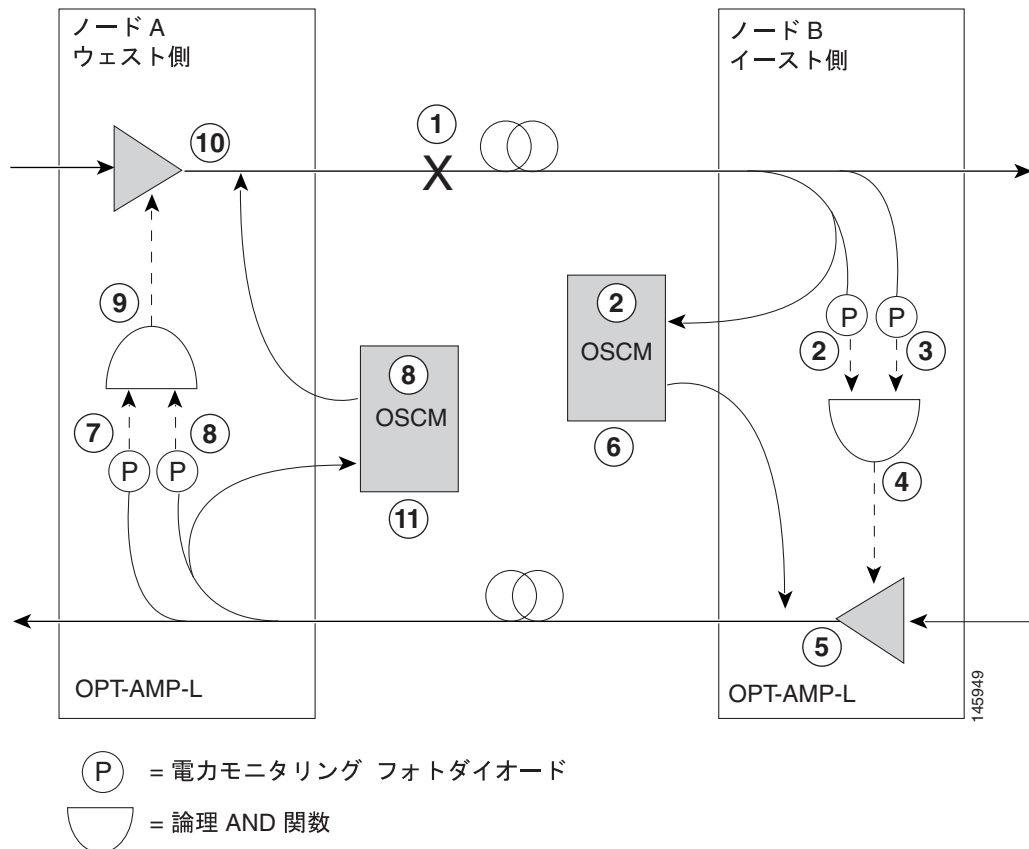 ノード A
ウェスト側
ノード B
イースト側
1
10
9
2
OSCM
P
P
2
3
8
OSCM
7
8
P
P
6
4
11
5
OPT-AMP-L
OPT-AMP-L
145949
P = 電力モニタリング フォトダイオード
= 論理 AND 関数